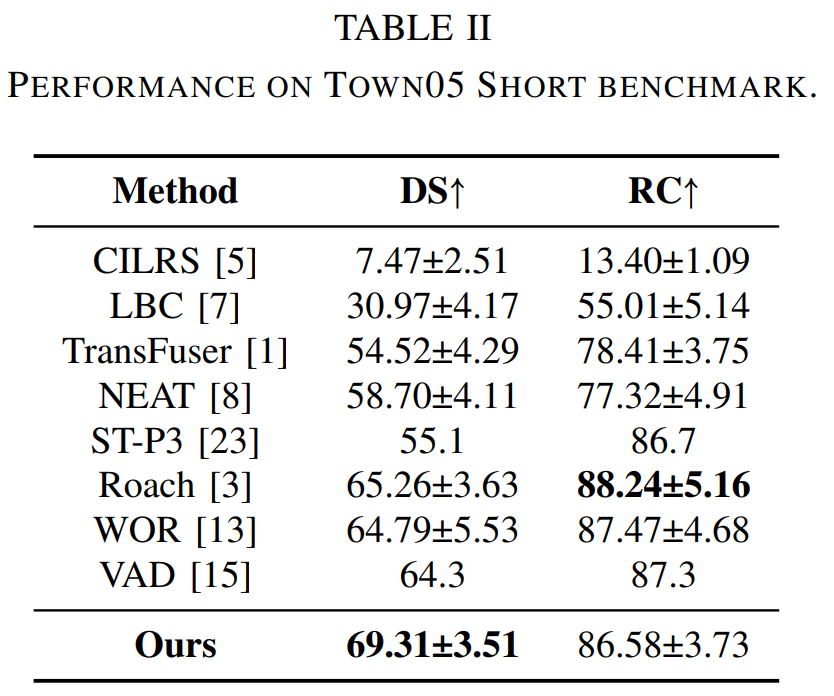 TABLE II
PERFORMANCE ON TOWN05 SHORT BENCHMARK.
Method DS↑ RC↑
CILRS [5] 7.47±2.51 13.40±1.09
LBC [7] 30.97±4.17 55.01±5.14
TransFuser [1] 54.52±4.29 78.41±3.75
NEAT [8] 58.70±4.11 77.32±4.91
ST-P3 [23] 55.1 86.7
Roach [3] 65.26±3.63 88.24±5.16
WOR [13] 64.79±5.53 87.47±4.68
VAD [15] 64.3 87.3
Ours 69.31±3.51 86.58±3.73